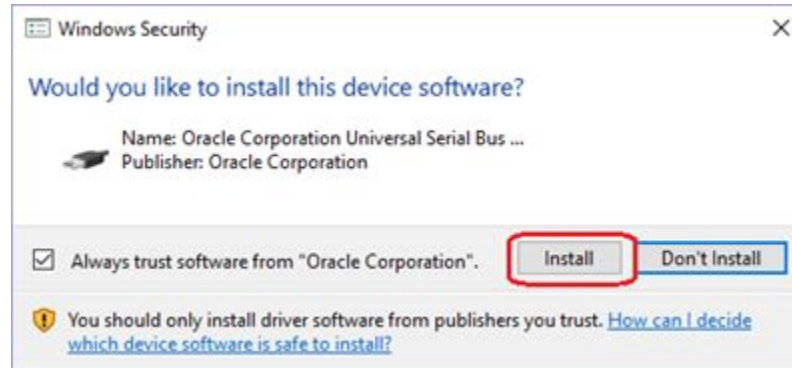 Windows Security
Would you like to install this device software?
Name: Oracle Corporation Universal Serial Bus ...
Publisher: Oracle Corporation
Always trust software from "Oracle Corporation".
Install
Don't Install
You should only install driver software from publishers you trust. How can I decide
which device software is safe to install?